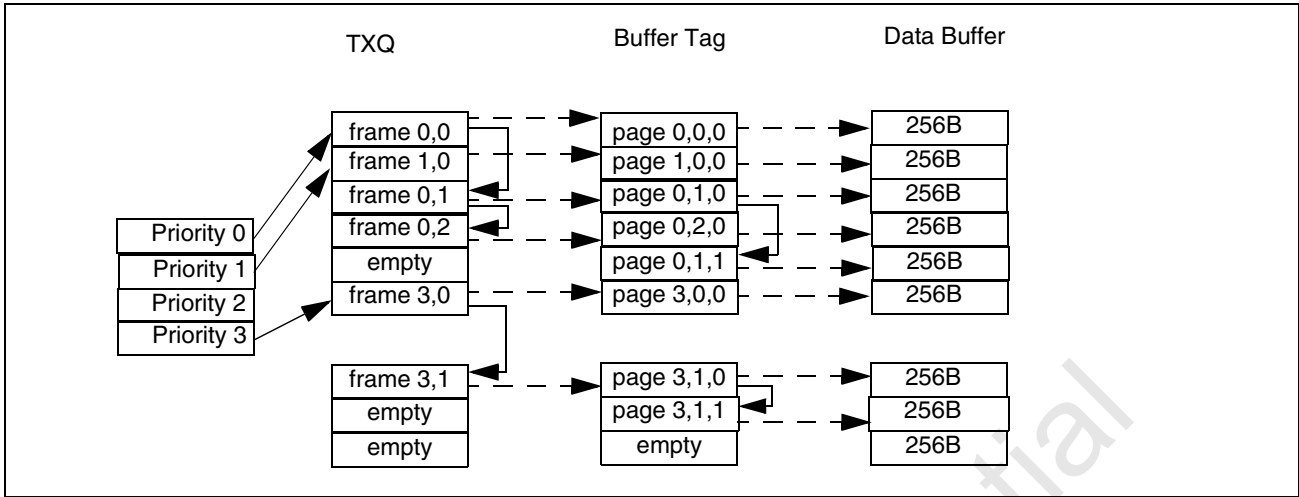 TXQ Buffer Tag Data Buffer
frame 0,0 page 0,0,0 256B
frame 1,0 page 1,0,0 256B
frame 0,1 page 0,1,0 256B
Priority 0 frame 0,2 page 0,2,0 256B
Priority 1 empty page 0,1,1 256B
Priority 2 frame 3,0 page 3,0,0 256B
Priority 3
frame 3,1 page 3,1,0 256B
empty page 3,1,1 256B
empty empty 256B
tial